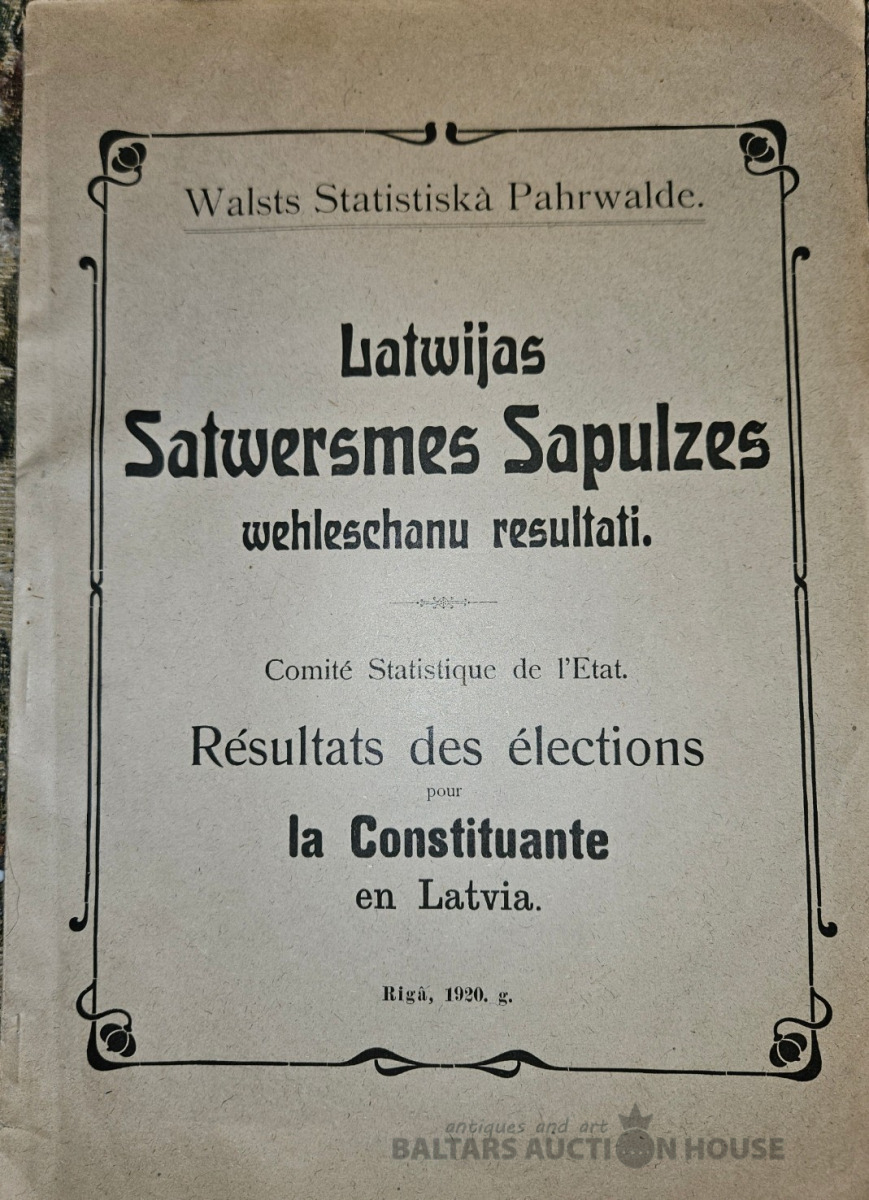 Walsts Statistiskà Pahrwalde.
Latwijas
Satwersmes Sapulzes
wehleschanu resultati.
Comité Statistique de l'Etat.
Résultats des élections
pour
la Constituante
en Latvia.
Rigâ, 1920. g.
antiques and art
BALTARS AUCTION HOUSE